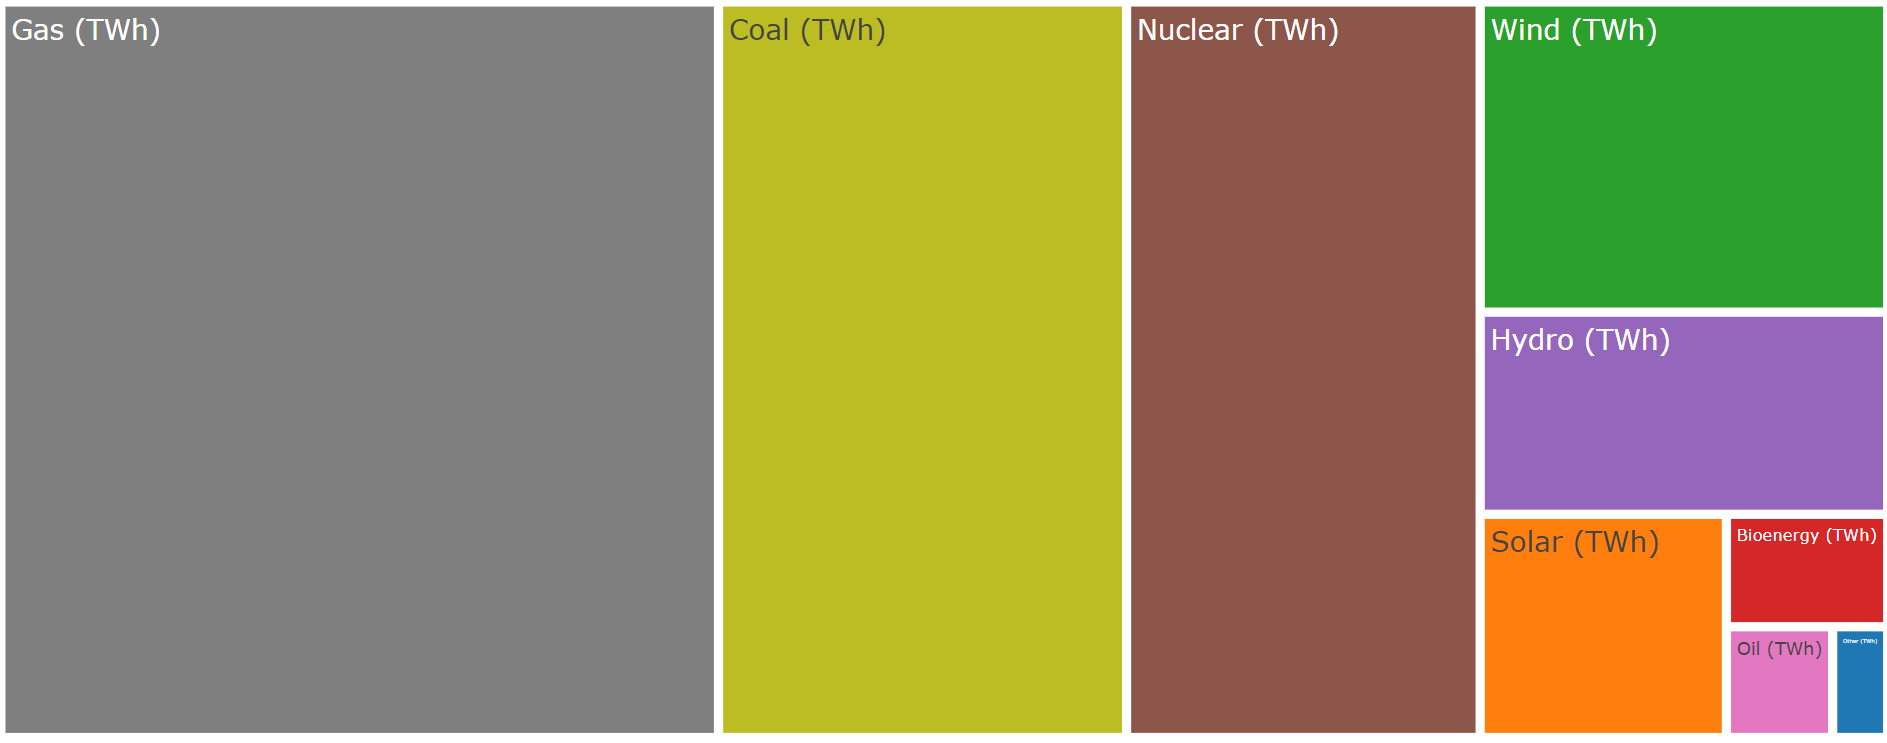 Gas (TWh)
Coal (TWh)
Nuclear (TWh)
Wind (TWh)
Hydro (TWh)
Solar (TWh)
Bioenergy (TWh)
Oil (TWh)
Other (TWh)